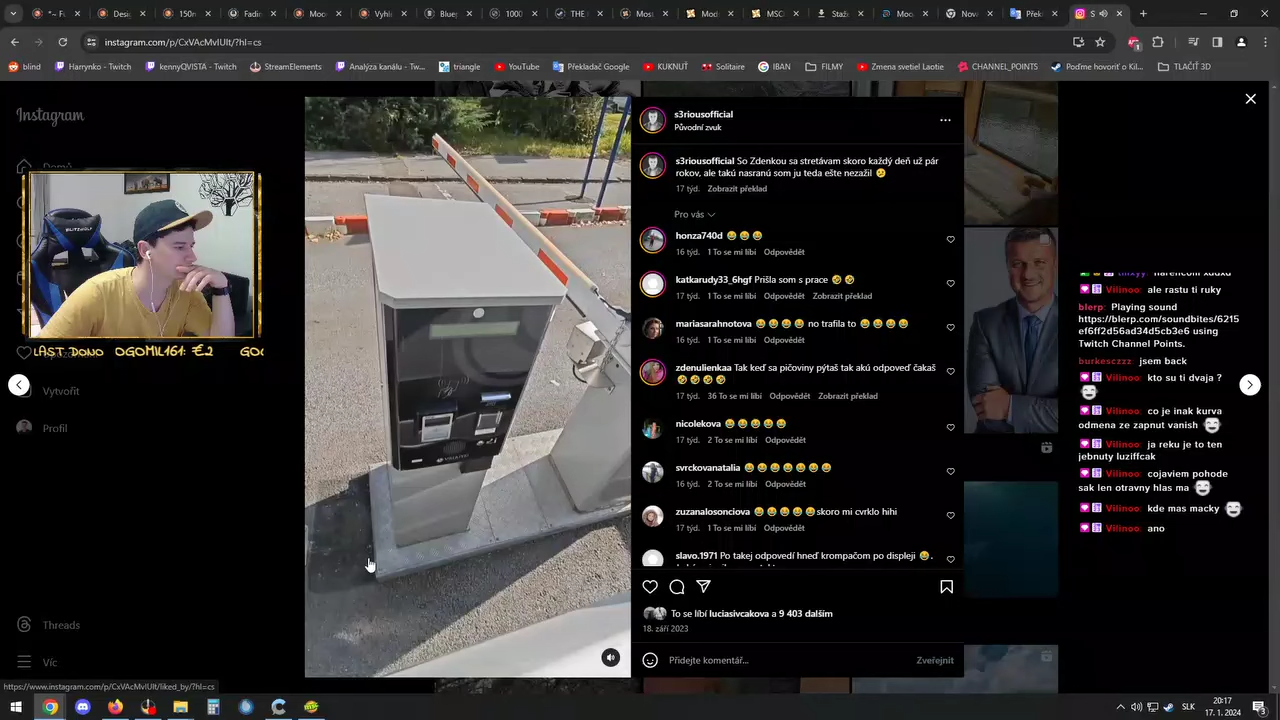 instagram.com/p/CxVAcMvIUlt/?hl=cs
blind
Harrynko - Twitch
kennyQVISTA - Twitch
StreamElements
Analýza kanálu - Tw...
triangle
YouTube
Překladač Google
KUKNUŤ
Solitaire
IBAN
FILMY
Zmena svetiel Laotie
CHANNEL_POINTS
Poďme hovoriť o Kil...
TLAČIŤ 3D
Instagram
Domů
LAST DONO OGOMIL161: €2
Vytvořit
Profil
Threads
Víc
https://www.instagram.com/p/CxVAcMvIUlt/liked_by/?hl=cs
s3riousofficial
Původní zvuk
s3riousofficial So Zdenkou sa stretávam skoro každý deň už pár
rokov, ale takú nasranú som ju teda ešte nezažil 🤨
17 týd. Zobrazit překlad
Pro vás
honza740d 😂 😂 😂
16 týd. 1 To se mi líbí Odpovědět
katkarudy33_6hgf Prišla som s prace 🤣 🤣
17 týd. 1 To se mi líbí Odpovědět Zobrazit překlad
mariasarahnotova 😂 😂 😂 😂 no trafila to 😂 😂 😂 😂
16 týd. 1 To se mi líbí Odpovědět
zdenulienkaa Tak keď sa pičoviny pýtaš tak akú odpoveď čakaš
🤣 🤣 🤣 🤣
17 týd. 36 To se mi líbí Odpovědět Zobrazit překlad
nicolekova 😂 😂 😂 😂 😂
17 týd. 2 To se mi líbí Odpovědět
svrckovanatalia 😂 😂 😂 😂 😂 😂 😂
16 týd. 2 To se mi líbí Odpovědět
zuzanalosonciova 😂 😂 😂 😂 😂skoro mi cvrklo hihi
17 týd. 1 To se mi líbí Odpovědět
slavo.1971 Po takej odpovedí hneď krompačom po displeji 😂.
To se líbí luciasivcakova a 9 403 dalším
18. září 2023
Přidejte komentář...
Zveřejnit
Vilinoo: ale rastu ti ruky
blerp: Playing sound
https://blerp.com/soundbites/6215
ef6ff2d56ad34d5cb3e6 using
Twitch Channel Points.
burkesczzz: jsem back
Vilinoo: kto su ti dvaja ?
Vilinoo: co je inak kurva
odmena ze zapnut vanish
Vilinoo: ja reku je to ten
jebnuty luziffcak
Vilinoo: cojaviem pohode
sak len otravny hlas ma
Vilinoo: kde mas macky
Vilinoo: ano
SLK
20:17
17. 1. 2024